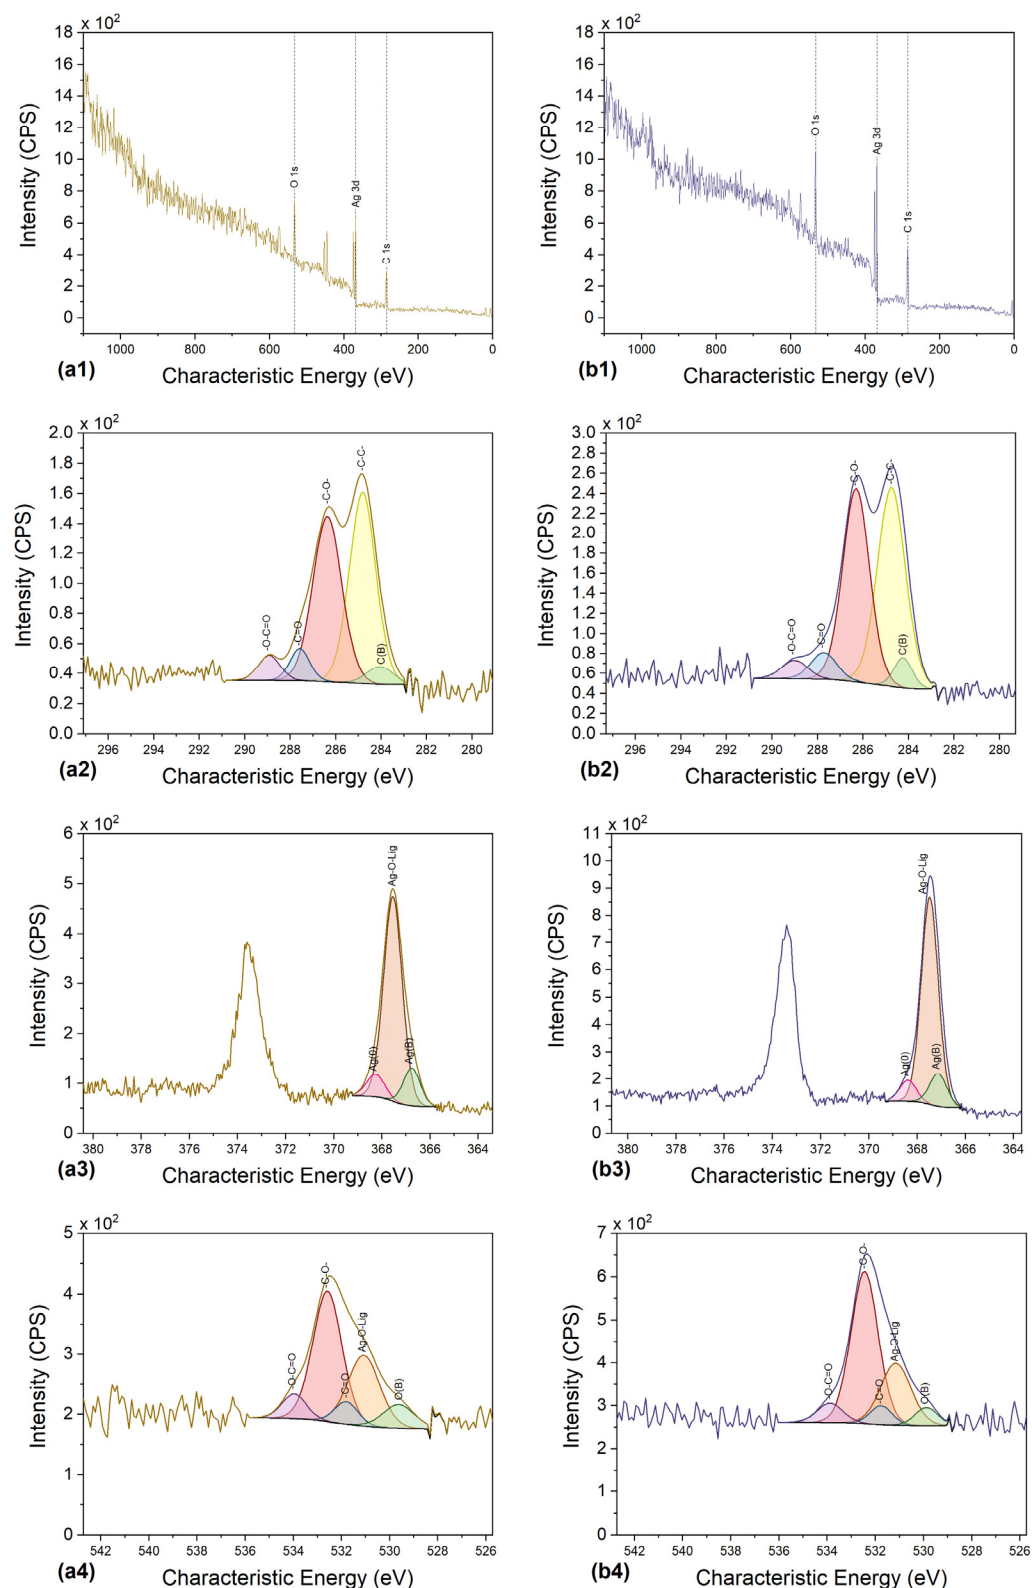 x 10²
18
16
14
12
10
8
6
4
2
0
O 1s
Ag 3d
C 1s
Intensity (CPS)
1000 800 600 400 200 0
Characteristic Energy (eV)
(a1)
x 10²
18
16
14
12
10
8
6
4
2
0
O 1s
Ag 3d
C 1s
Intensity (CPS)
1000 800 600 400 200 0
Characteristic Energy (eV)
(b1)
x 10²
2.0
1.8
1.6
1.4
1.2
1.0
0.8
0.6
0.4
0.2
0.0
-O-C=O
-C=O
-C-O-
-C-C-
C(B)
Intensity (CPS)
296 294 292 290 288 286 284 282 280
Characteristic Energy (eV)
(a2)
x 10²
3.0
2.8
2.6
2.4
2.2
2.0
1.8
1.6
1.4
1.2
1.0
0.8
0.6
0.4
0.2
0.0
-O-C=O
-C=O
-C-O-
-C-C-
C(B)
Intensity (CPS)
296 294 292 290 288 286 284 282 280
Characteristic Energy (eV)
(b2)
x 10²
6
5
4
3
2
1
0
Ag(0)
Ag-O-Lig
Ag(B)
Intensity (CPS)
380 378 376 374 372 370 368 366 364
Characteristic Energy (eV)
(a3)
x 10²
11
10
9
8
7
6
5
4
3
2
1
0
Ag(0)
Ag-O-Lig
Ag(B)
Intensity (CPS)
380 378 376 374 372 370 368 366 364
Characteristic Energy (eV)
(b3)
x 10²
5
4
3
2
1
0
-O-C=O
-C-O-
-C=O
Ag-O-Lig
O(B)
Intensity (CPS)
542 540 538 536 534 532 530 528 526
Characteristic Energy (eV)
(a4)
x 10²
7
6
5
4
3
2
1
0
-O-C=O
-C-O-
-C=O
Ag-O-Lig
O(B)
Intensity (CPS)
542 540 538 536 534 532 530 528 526
Characteristic Energy (eV)
(b4)